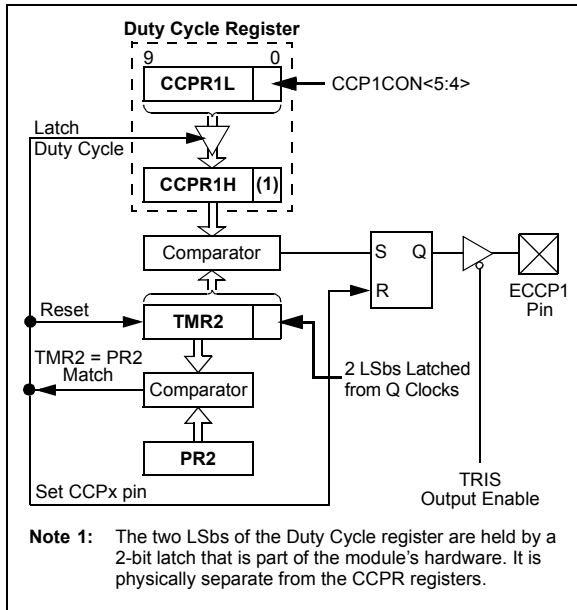 Duty Cycle Register
9 0
CCPR1L
CCP1CON<5:4>
Latch
Duty Cycle
CCPR1H (1)
Comparator
S Q
R
ECCP1
Pin
Reset
TMR2
TMR2 = PR2
Match
2 LSbs Latched
from Q Clocks
Comparator
PR2
Set CCPx pin
TRIS
Output Enable
Note 1: The two LSbs of the Duty Cycle register are held by a
2-bit latch that is part of the module's hardware. It is
physically separate from the CCPR registers.